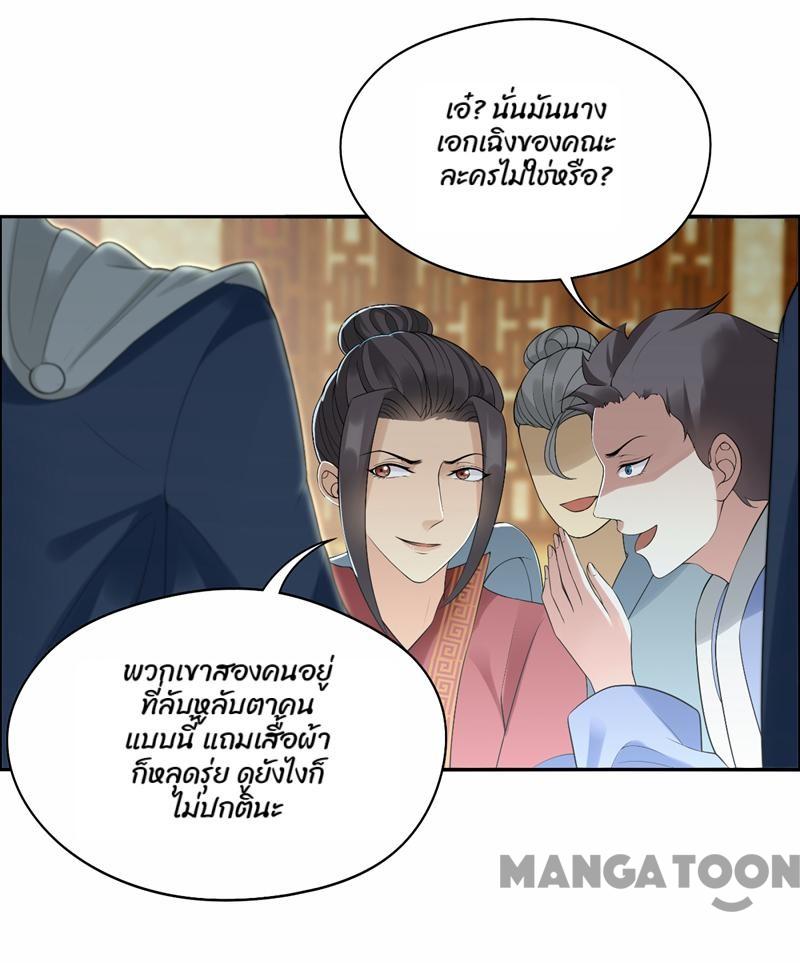 เอ๋? นั่นมันนาง
เอกเฉิงของคณะ
ละครไม่ใช่หรือ?
พวกเขาสองคนอยู่
ที่ลับหูลับตาคน
แบบนี้ แถมเสื้อผ้า
ก็หลุดรุ่ย ดูยังไงก็
ไม่ปกตินะ
MANGATOON